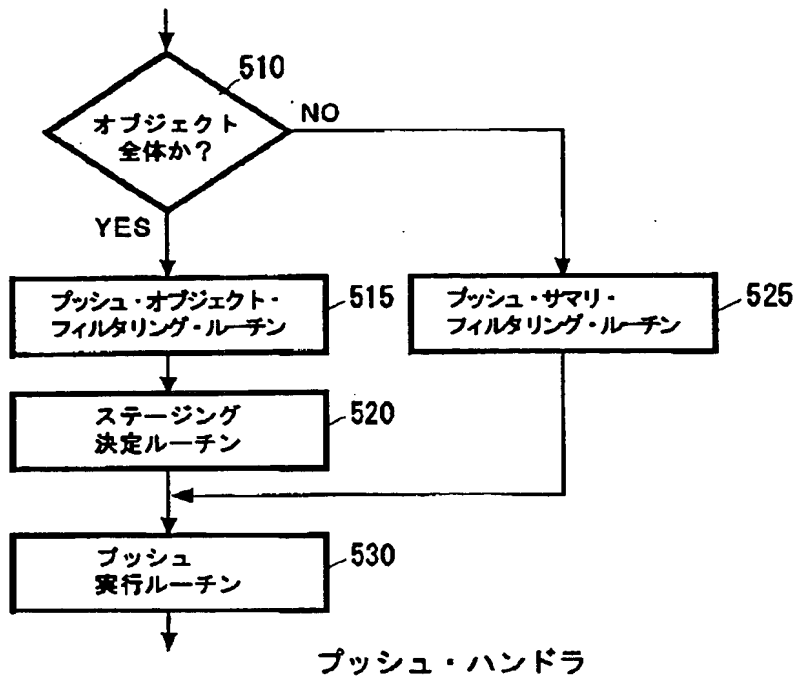 510
オブジェクト
全体か?
NO
YES
プッシュ・オブジェクト・
フィルタリング・ルーチン
515
プッシュ・サマリ・
フィルタリング・ルーチン
525
ステージング
決定ルーチン
520
プッシュ
実行ルーチン
530
プッシュ・ハンドラ